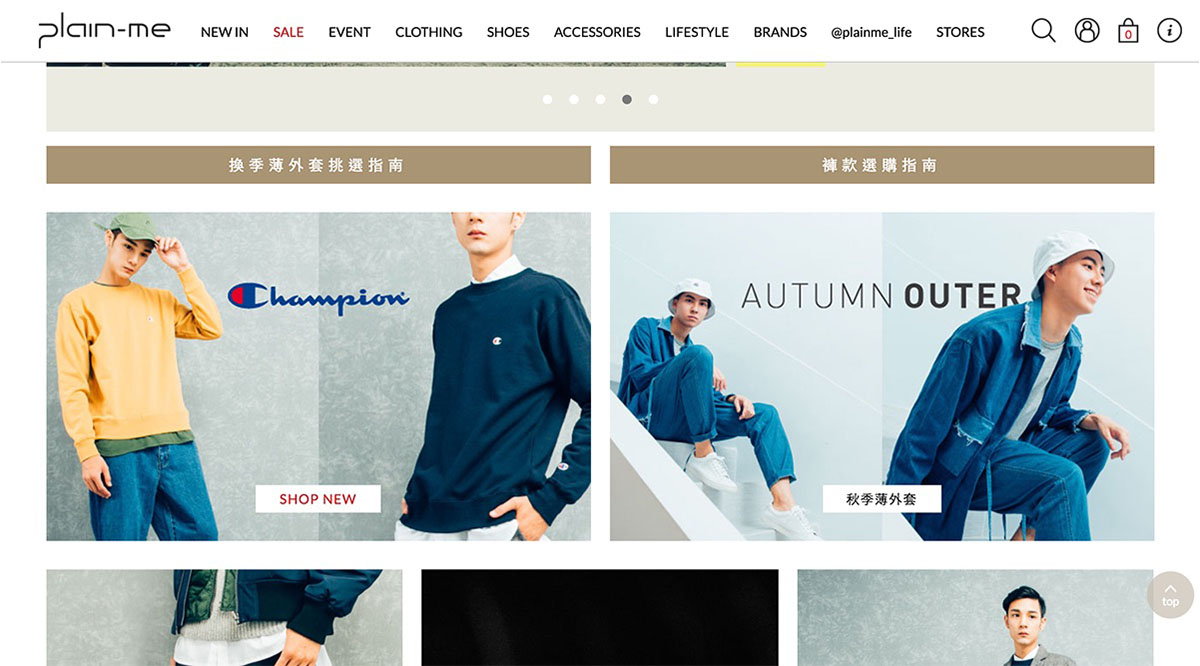 plain-me
NEW IN SALE EVENT CLOTHING SHOES ACCESSORIES LIFESTYLE BRANDS @plainme_life STORES
0
i
換季薄外套挑選指南
褲款選購指南
Champion
SHOP NEW
AUTUMN OUTER
秋季薄外套
top